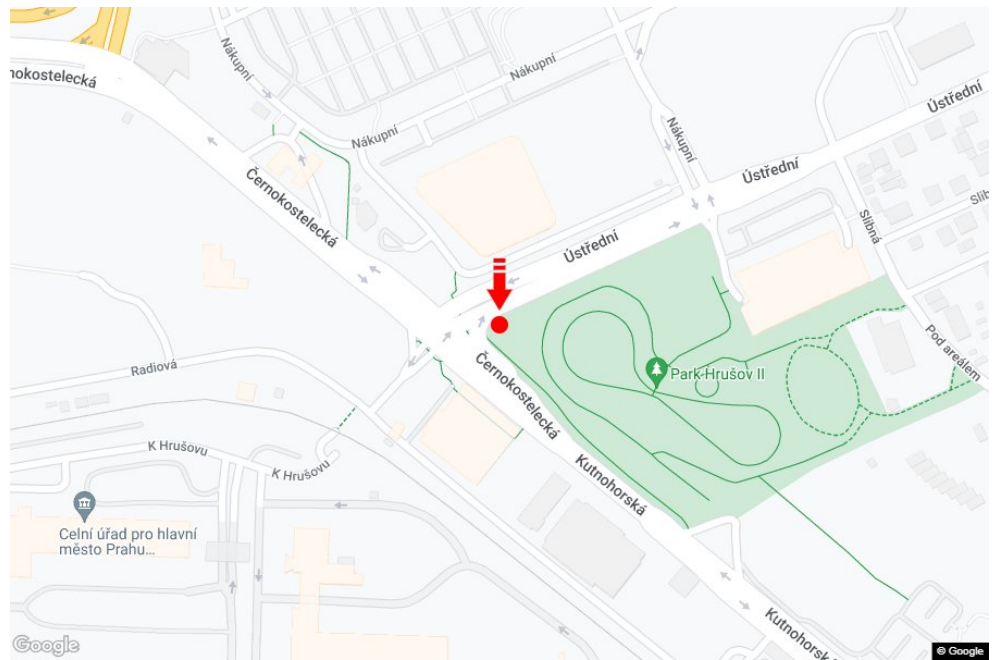 Nákupní
Nákupní
nokostelecká
Ústřední
Nákupní
Nákupní
Ústřední
Černokostelecká
Slib
Slibná
Ústřední
Pod areálem
Radiová
Černokostelecká
Park Hrušov II
K Hrušovu
K Hrušovu
Kutnohorská
Celní úřad pro hlavní
město Prahu...
Kutnohorská
Google
© Google